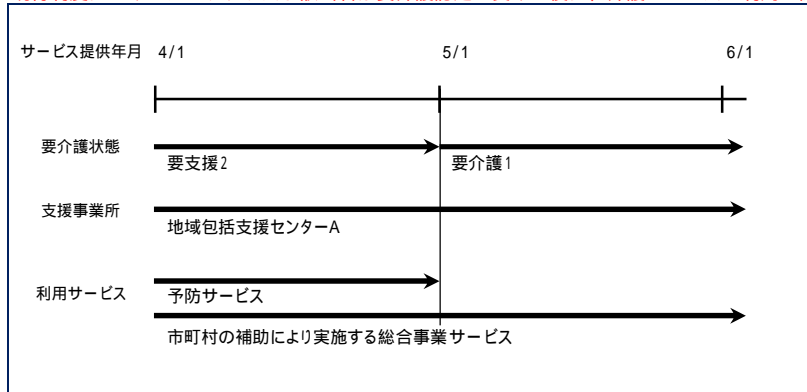 サービス提供年月 4/1 5/1 6/1
要介護状態
要支援2 要介護1
支援事業所
地域包括支援センターA
利用サービス
予防サービス
市町村の補助により実施する総合事業サービス